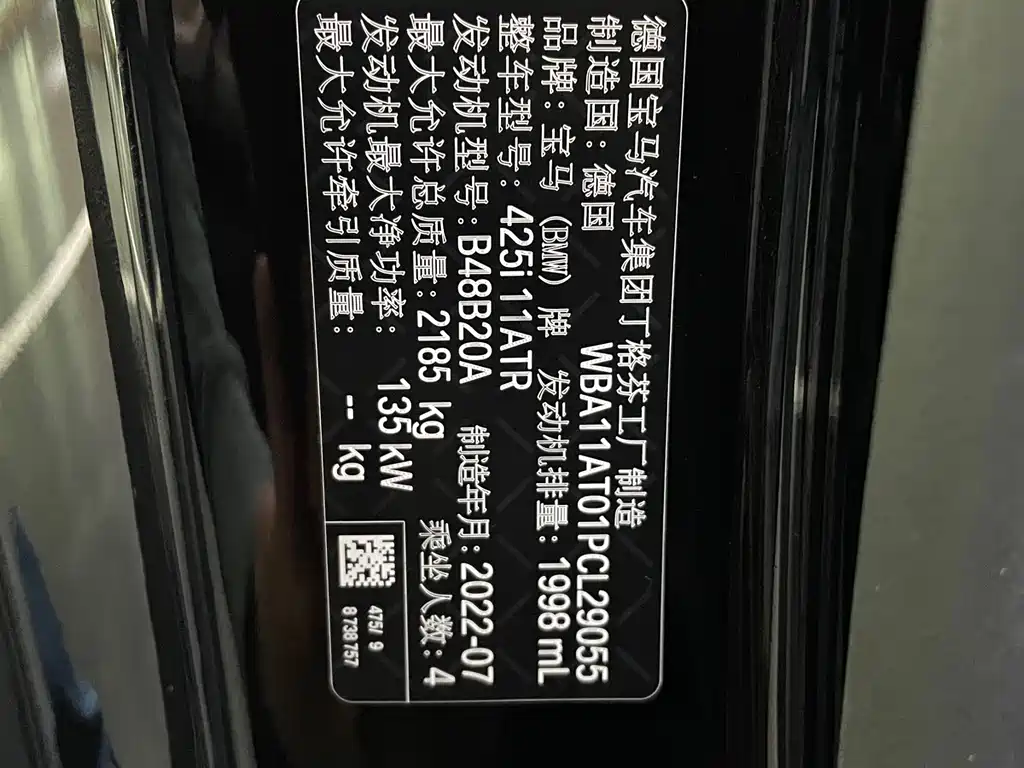 德国宝马汽车集团丁格芬工厂制造
制造国：德国 WBA11AT01PCL29055
品牌：宝马 (BMW) 牌 发动机排量：1998 mL
整车型号：425i 11ATR
发动机型号：B48B20A 制造年月：2022-07
最大允许总质量：2185 kg 乘坐人数：4
发动机最大净功率： 135 kW
最大允许牵引质量： -- kg
475/ 9
8 738 757